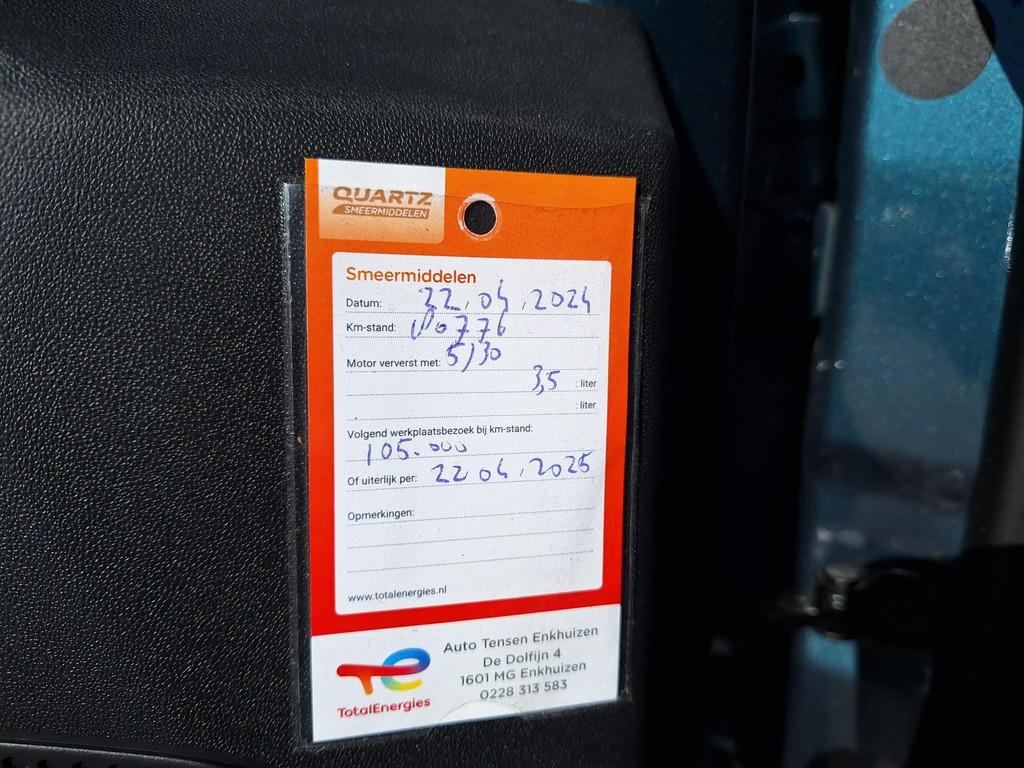 QUARTZ
SMEERMIDDELEN
Smeermiddelen
Datum: 22.04.2024
Km-stand:
Motor ververst met: 5/30
3,5 : liter
: liter
Volgend werkplaatsbezoek bij km-stand:
105.000
Of uiterlijk per: 22 04.2025
Opmerkingen:
www.totalenergies.nl
Auto Tensen Enkhuizen
De Dolfijn 4
1601 MG Enkhuizen
0228 313 583
TotalEnergies